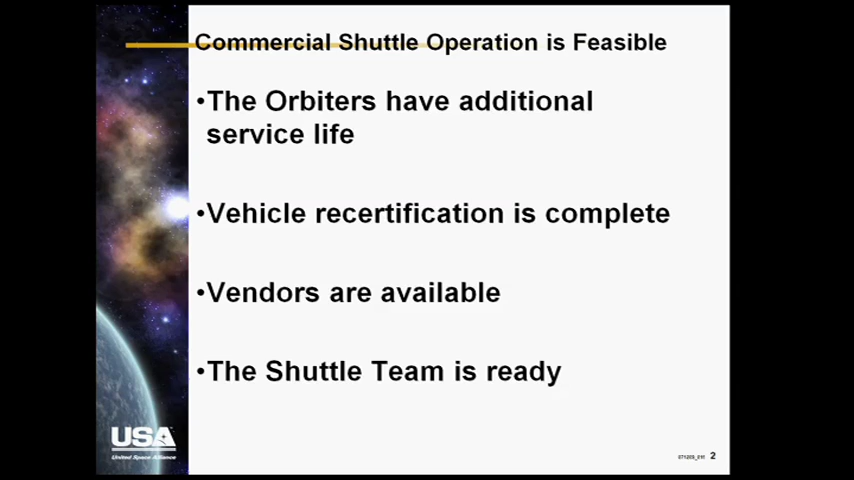 Commercial Shuttle Operation is Feasible
•The Orbiters have additional
service life
•Vehicle recertification is complete
•Vendors are available
•The Shuttle Team is ready
USA
United Space Alliance
2